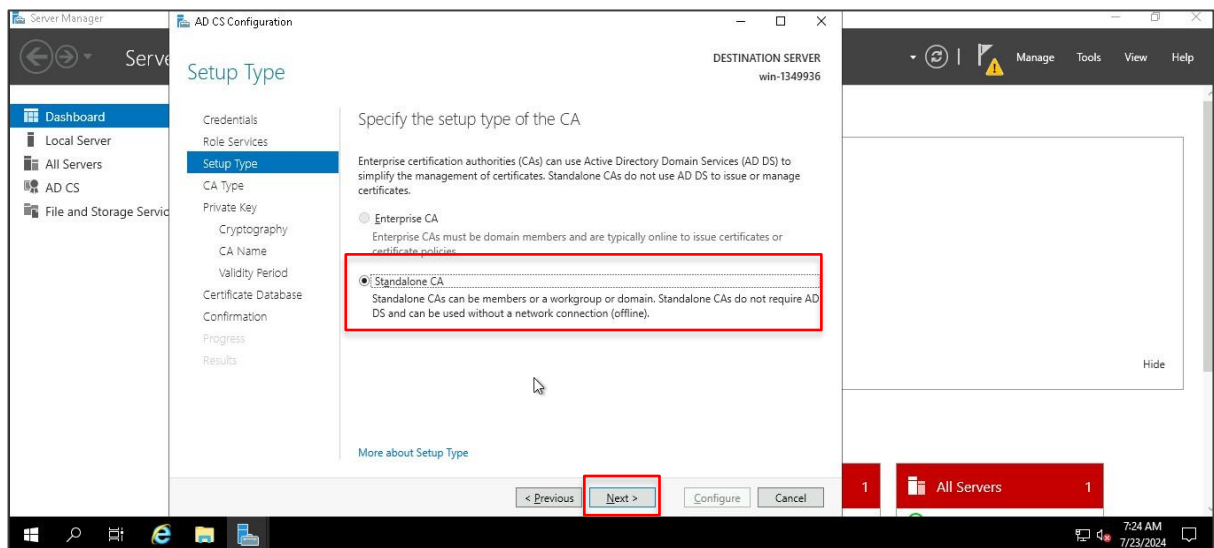 Server Manager
Serve
Manage
Tools
View
Help
Dashboard
Local Server
All Servers
AD CS
File and Storage Servic
AD CS Configuration
Setup Type
DESTINATION SERVER
win-1349936
Credentials
Role Services
Setup Type
CA Type
Private Key
Cryptography
CA Name
Validity Period
Certificate Database
Confirmation
Progress
Results
Specify the setup type of the CA
Enterprise certification authorities (CAs) can use Active Directory Domain Services (AD DS) to
simplify the management of certificates. Standalone CAs do not use AD DS to issue or manage
certificates.
Enterprise CA
Enterprise CAs must be domain members and are typically online to issue certificates or
certificate policies.
Standalone CA
Standalone CAs can be members or a workgroup or domain. Standalone CAs do not require AD
DS and can be used without a network connection (offline).
More about Setup Type
< Previous
Next >
Configure
Cancel
Hide
1
All Servers 1
7:24 AM
7/23/2024